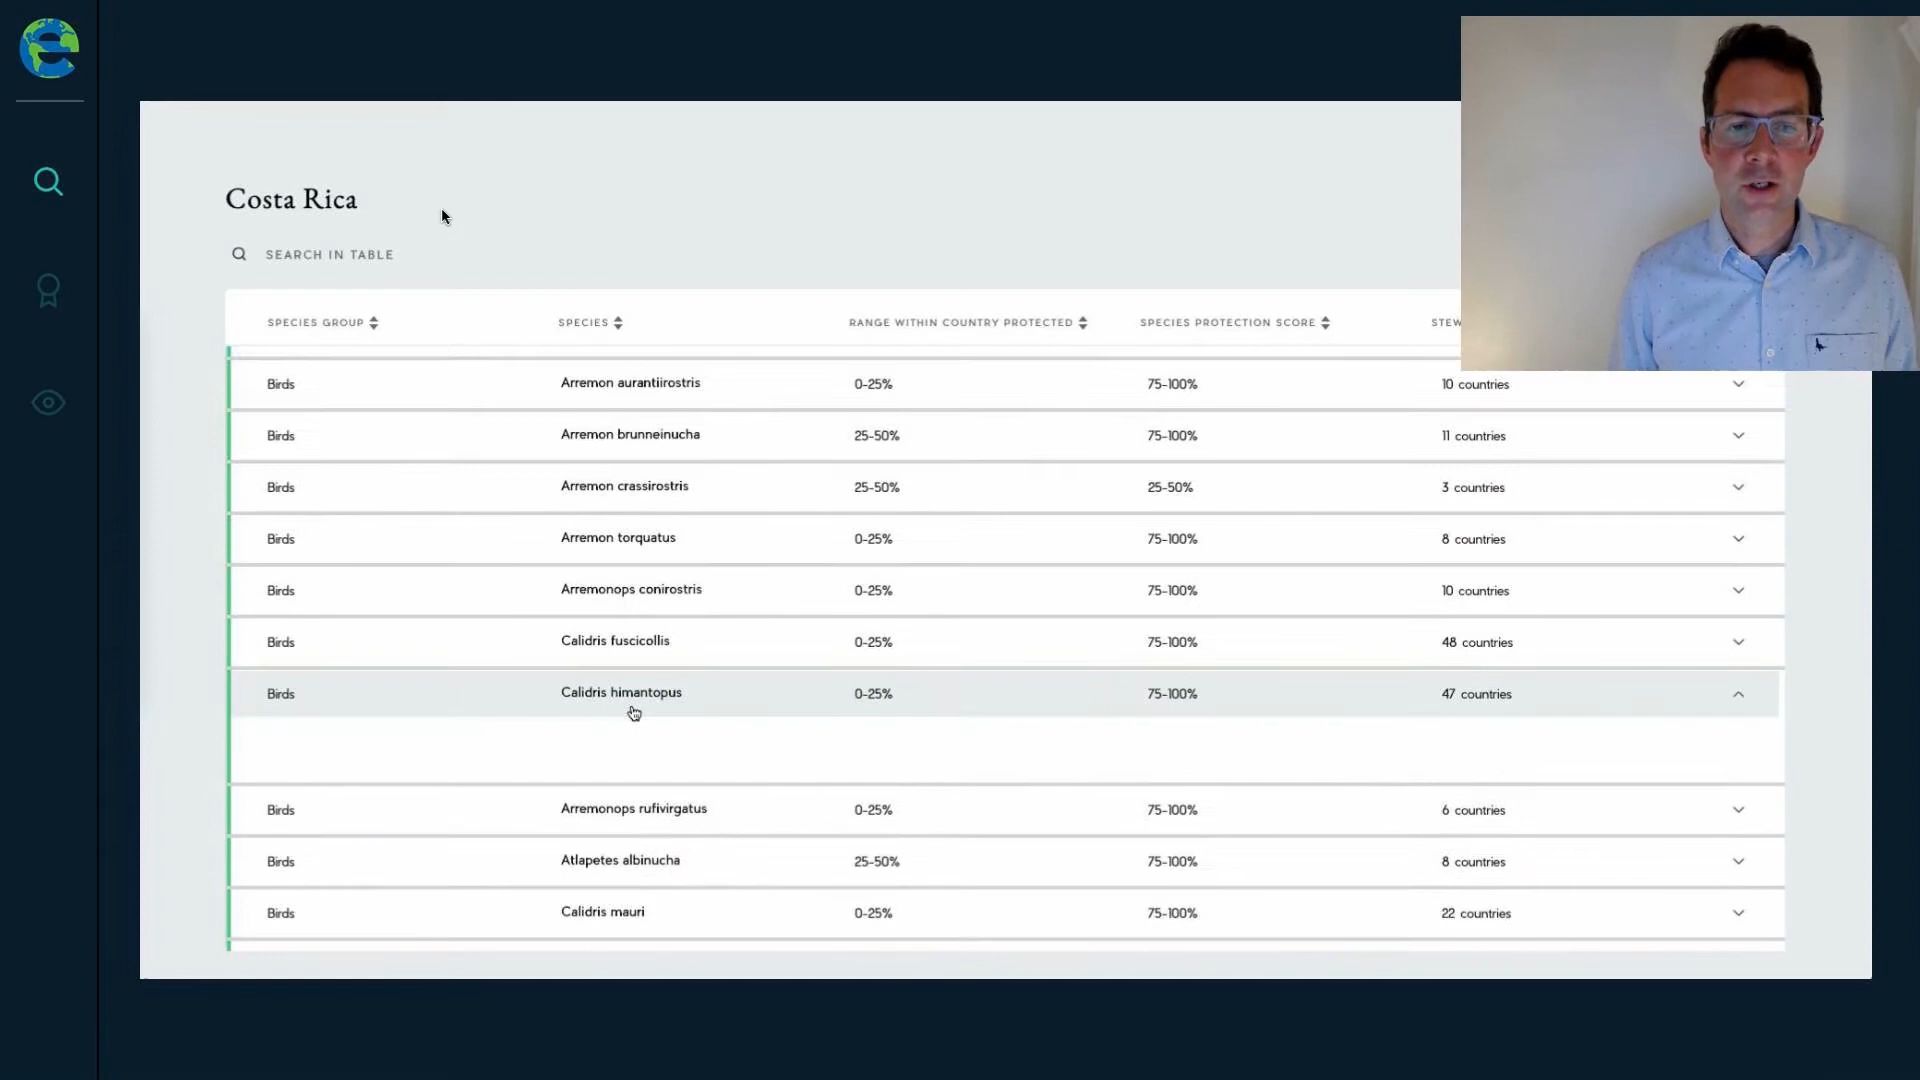 Costa Rica
SEARCH IN TABLE
SPECIES GROUP SPECIES RANGE WITHIN COUNTRY PROTECTED SPECIES PROTECTION SCORE
Birds Arremon aurantiirostris 0-25% 75-100% 10 countries
Birds Arremon brunneinucha 25-50% 75-100% 11 countries
Birds Arremon crassirostris 25-50% 25-50% 3 countries
Birds Arremon torquatus 0-25% 75-100% 8 countries
Birds Arremonops conirostris 0-25% 75-100% 10 countries
Birds Calidris fuscicollis 0-25% 75-100% 48 countries
Birds Calidris himantopus 0-25% 75-100% 47 countries
Birds Arremonops rufivirgatus 0-25% 75-100% 6 countries
Birds Atlapetes albinucha 25-50% 75-100% 8 countries
Birds Calidris mauri 0-25% 75-100% 22 countries